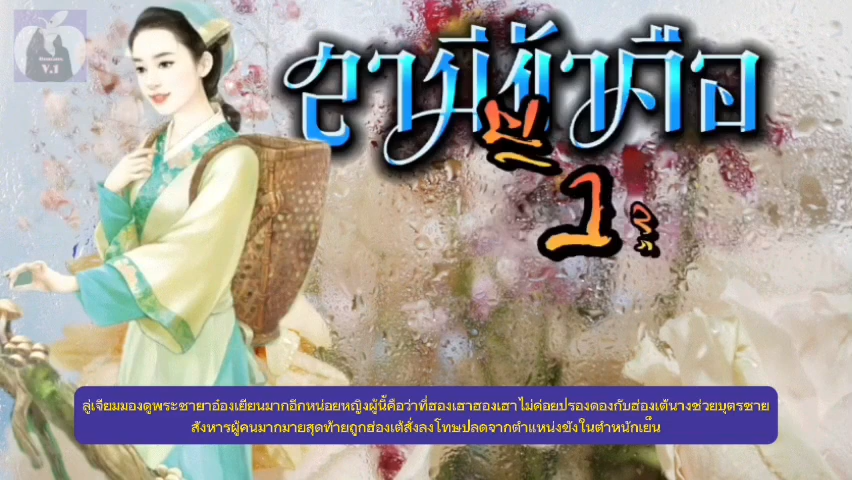 Romance
V.1
สามีข้าคือ
ลู่เจียมมองดูพระชายาอ๋องเยียนมากอีกหน่อยหญิงผู้นี้คือว่าที่ฮองเฮาฮองเฮาไม่ค่อยปรองดองกับฮ่องเต้นางช่วยบุตรชาย
สังหารผู้คนมากมายสุดท้ายถูกฮ่องเต้สั่งลงโทษปลดจากตำแหน่งขังในตำหนักเย็น